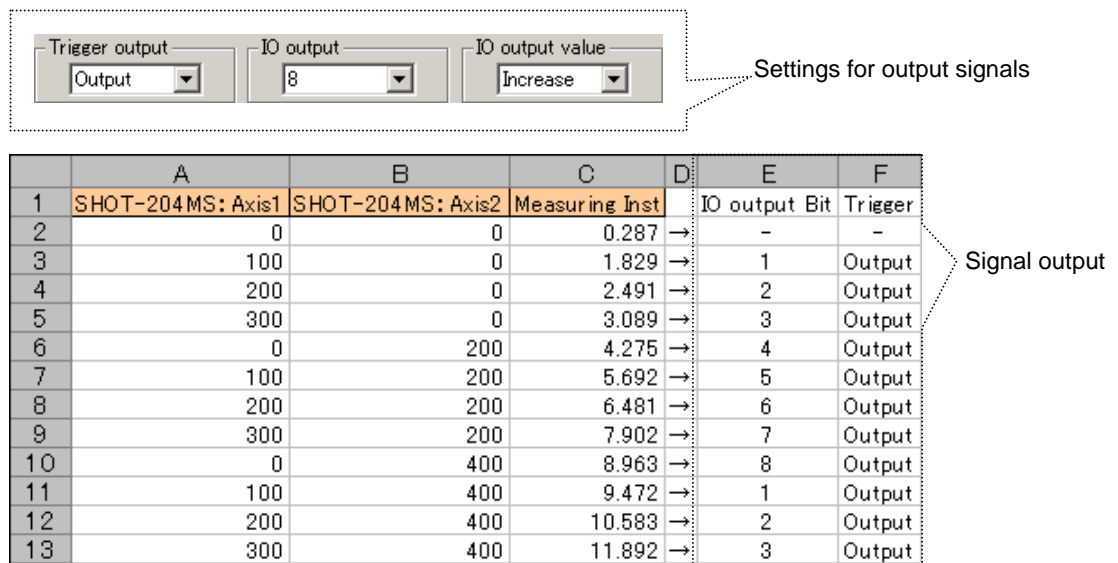 Trigger output IO output IO output value
Output 8 Increase
Settings for output signals
A B C D E F
1 SHOT-204MS: Axis1 SHOT-204MS: Axis2 Measuring Inst IO output Bit Trigger
2 0 0 0.287 → - -
3 100 0 1.829 → 1 Output
4 200 0 2.491 → 2 Output
5 300 0 3.089 → 3 Output
6 0 200 4.275 → 4 Output
7 100 200 5.692 → 5 Output
8 200 200 6.481 → 6 Output
9 300 200 7.902 → 7 Output
10 0 400 8.963 → 8 Output
11 100 400 9.472 → 1 Output
12 200 400 10.583 → 2 Output
13 300 400 11.892 → 3 Output
Signal output